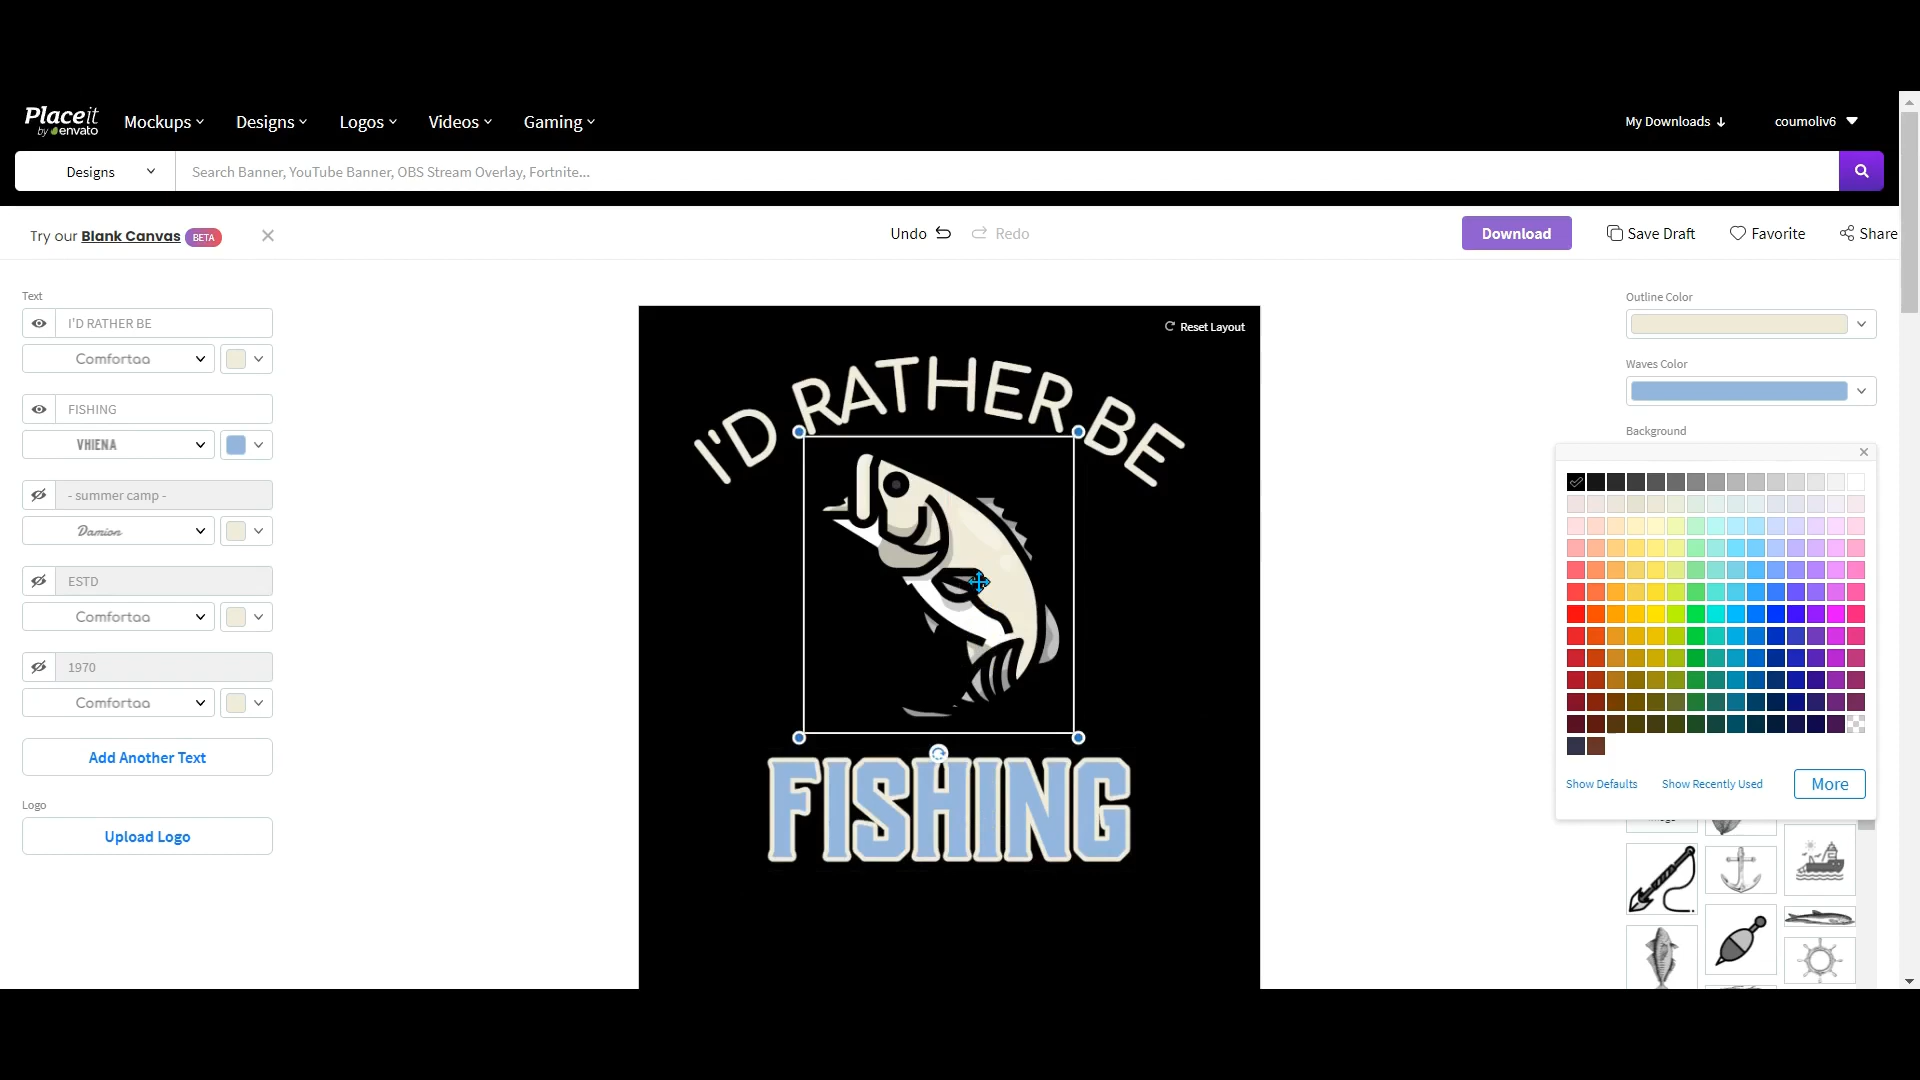 Placeit
by envato
Mockups
Designs
Logos
Videos
Gaming
My Downloads
coumoliv6
Designs
Search Banner, YouTube Banner, OBS Stream Overlay, Fortnite...
Try our Blank Canvas BETA
Undo
Redo
Download
Save Draft
Favorite
Share
Text
I'D RATHER BE
Comfortaa
FISHING
VHIENA
- summer camp -
Damion
ESTD
Comfortaa
1970
Comfortaa
Add Another Text
Logo
Upload Logo
Reset Layout
I'D RATHER BE
FISHING
Outline Color
Waves Color
Background
Show Defaults
Show Recently Used
More